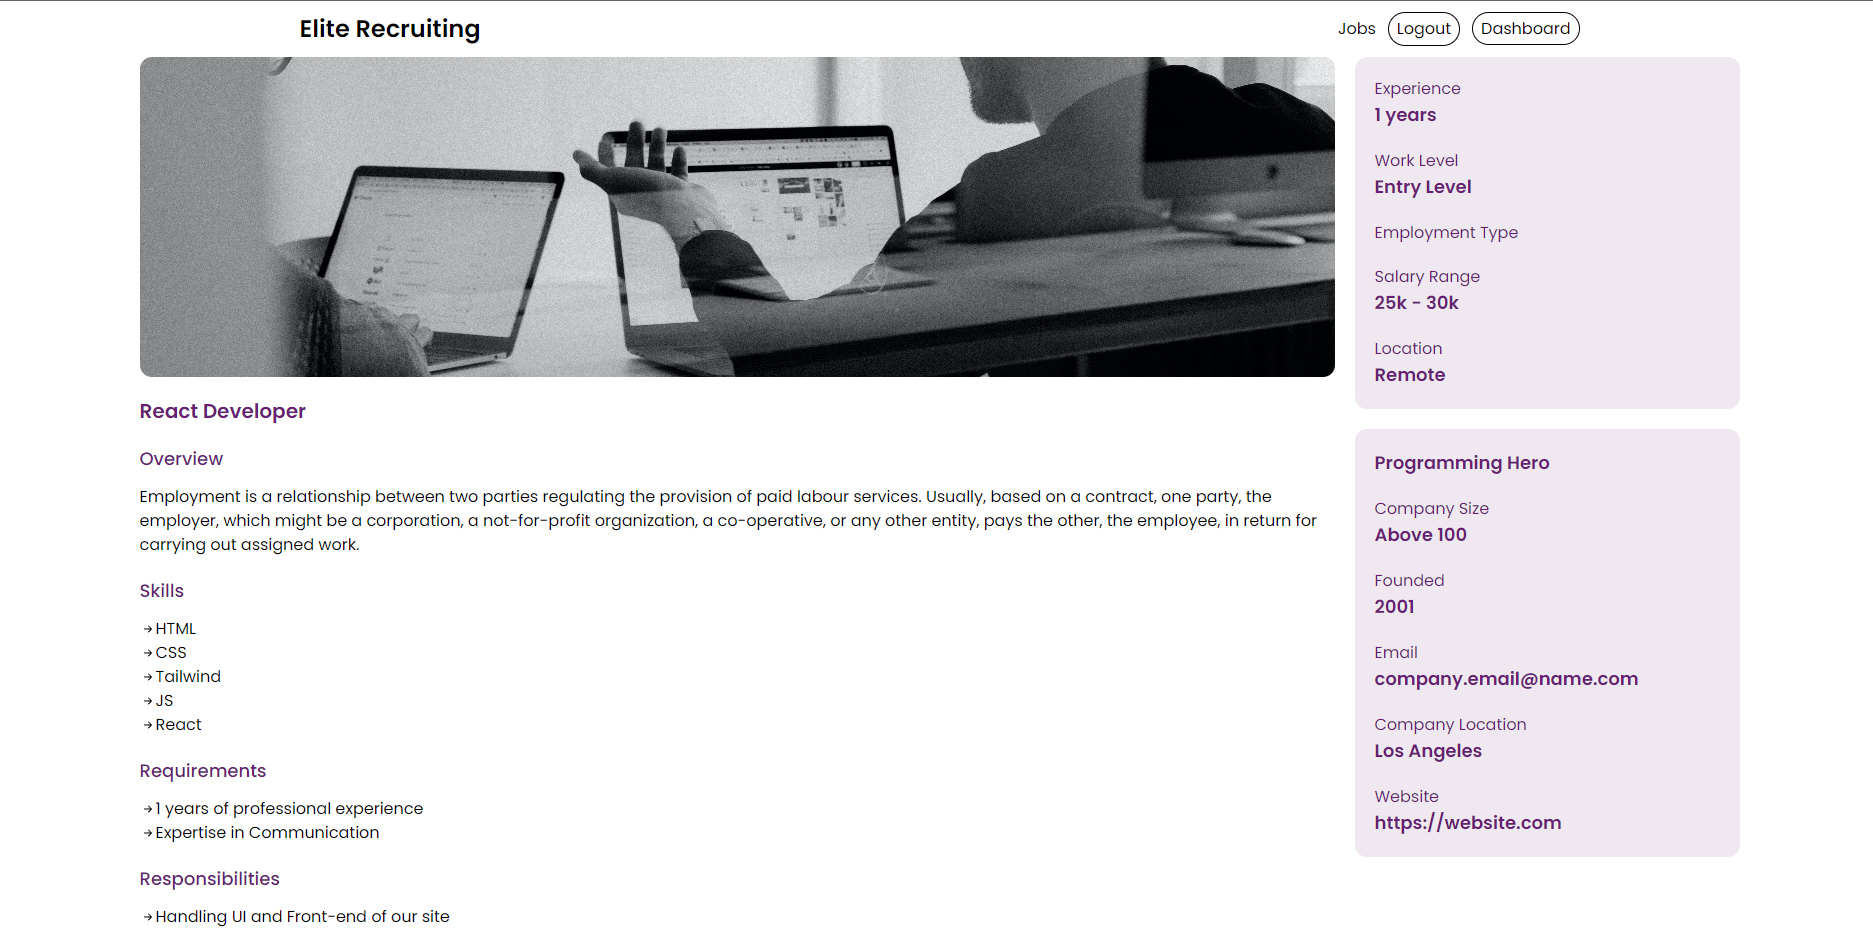 Elite Recruiting
Jobs Logout Dashboard
React Developer
Overview
Employment is a relationship between two parties regulating the provision of paid labour services. Usually, based on a contract, one party, the
employer, which might be a corporation, a not-for-profit organization, a co-operative, or any other entity, pays the other, the employee, in return for
carrying out assigned work.
Skills
→ HTML
→ CSS
→ Tailwind
→ JS
→ React
Requirements
→ 1 years of professional experience
→ Expertise in Communication
Responsibilities
→ Handling UI and Front-end of our site
Experience
1 years
Work Level
Entry Level
Employment Type
Salary Range
25k - 30k
Location
Remote
Programming Hero
Company Size
Above 100
Founded
2001
Email
company.email@name.com
Company Location
Los Angeles
Website
https://website.com